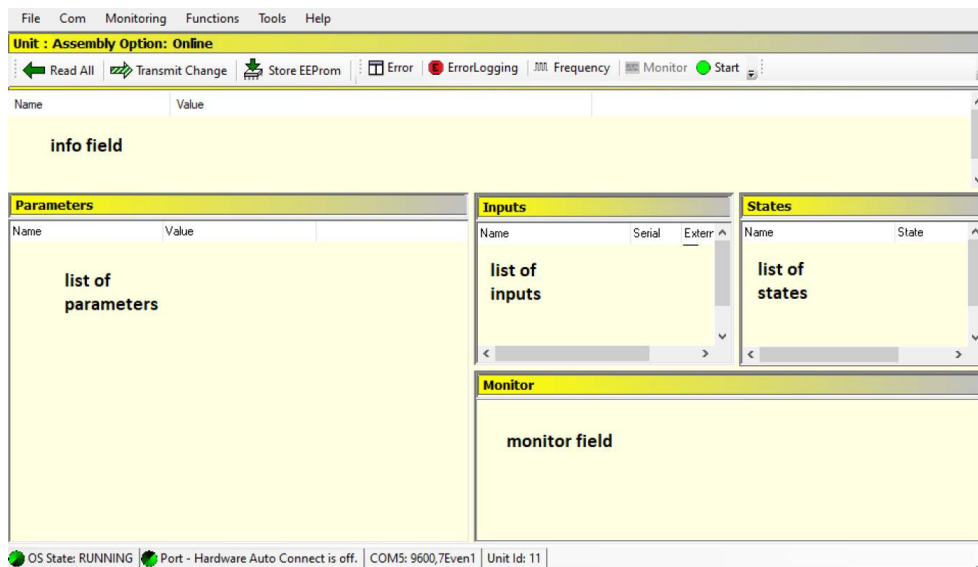 File Com Monitoring Functions Tools Help
Unit : Assembly Option: Online
Read All Transmit Change Store EEProm Error ErrorLogging Frequency Monitor Start
Name Value
info field
Parameters
Name Value
list of
parameters
Inputs
Name Serial Extern
list of
inputs
States
Name State
list of
states
Monitor
monitor field
OS State: RUNNING Port - Hardware Auto Connect is off. COM5: 9600,7Even1 Unit Id: 11